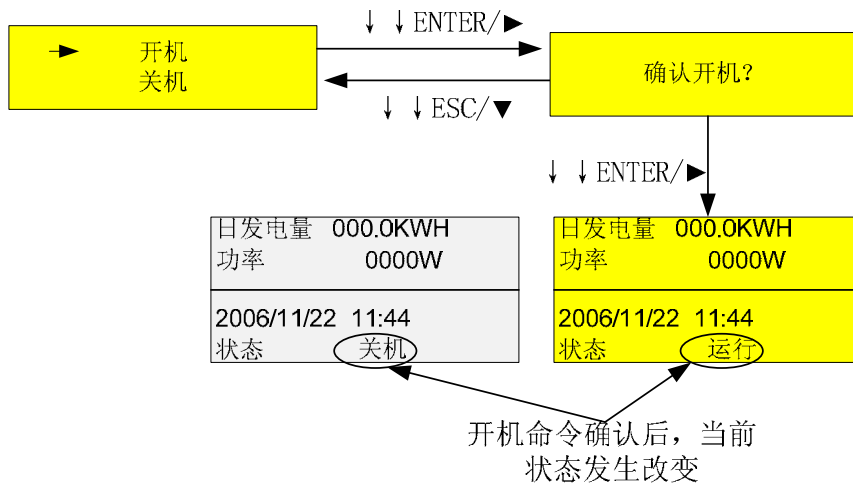 ↓ ↓ ENTER/►
开机
关机
确认开机？
↓ ↓ ESC/▼
↓ ↓ ENTER/►
日发电量 000.0KWH
功率 0000W
2006/11/22 11:44
状态 关机
日发电量 000.0KWH
功率 0000W
2006/11/22 11:44
状态 运行
开机命令确认后，当前
状态发生改变